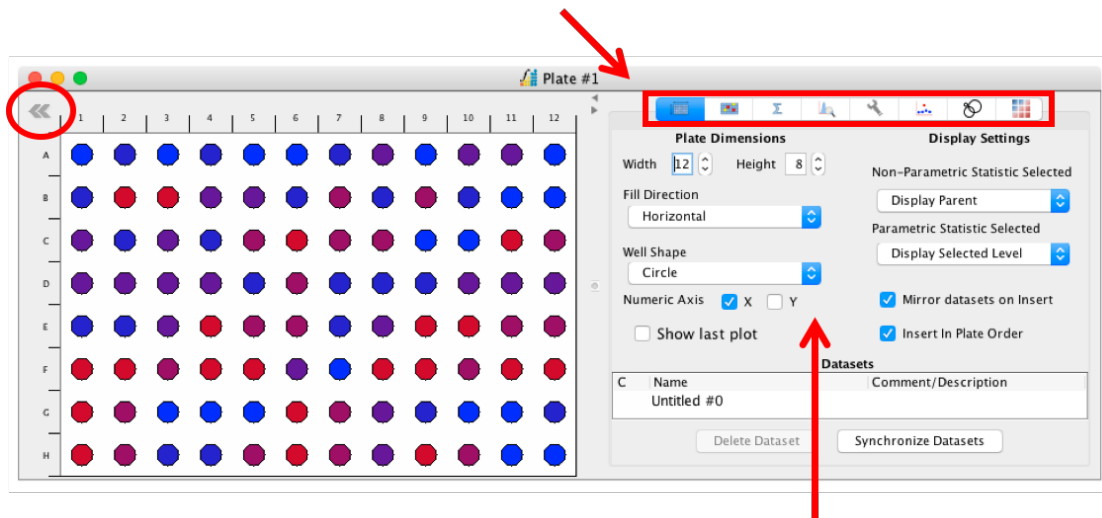 Plate #1
1 2 3 4 5 6 7 8 9 10 11 12
A
B
C
D
E
F
G
H
Σ
Plate Dimensions
Width 12 Height 8
Fill Direction
Horizontal
Well Shape
Circle
Numeric Axis X Y
Show last plot
Display Settings
Non-Parametric Statistic Selected
Display Parent
Parametric Statistic Selected
Display Selected Level
Mirror datasets on Insert
Insert In Plate Order
Datasets
C Name Comment/Description
Untitled #0
Delete Dataset Synchronize Datasets